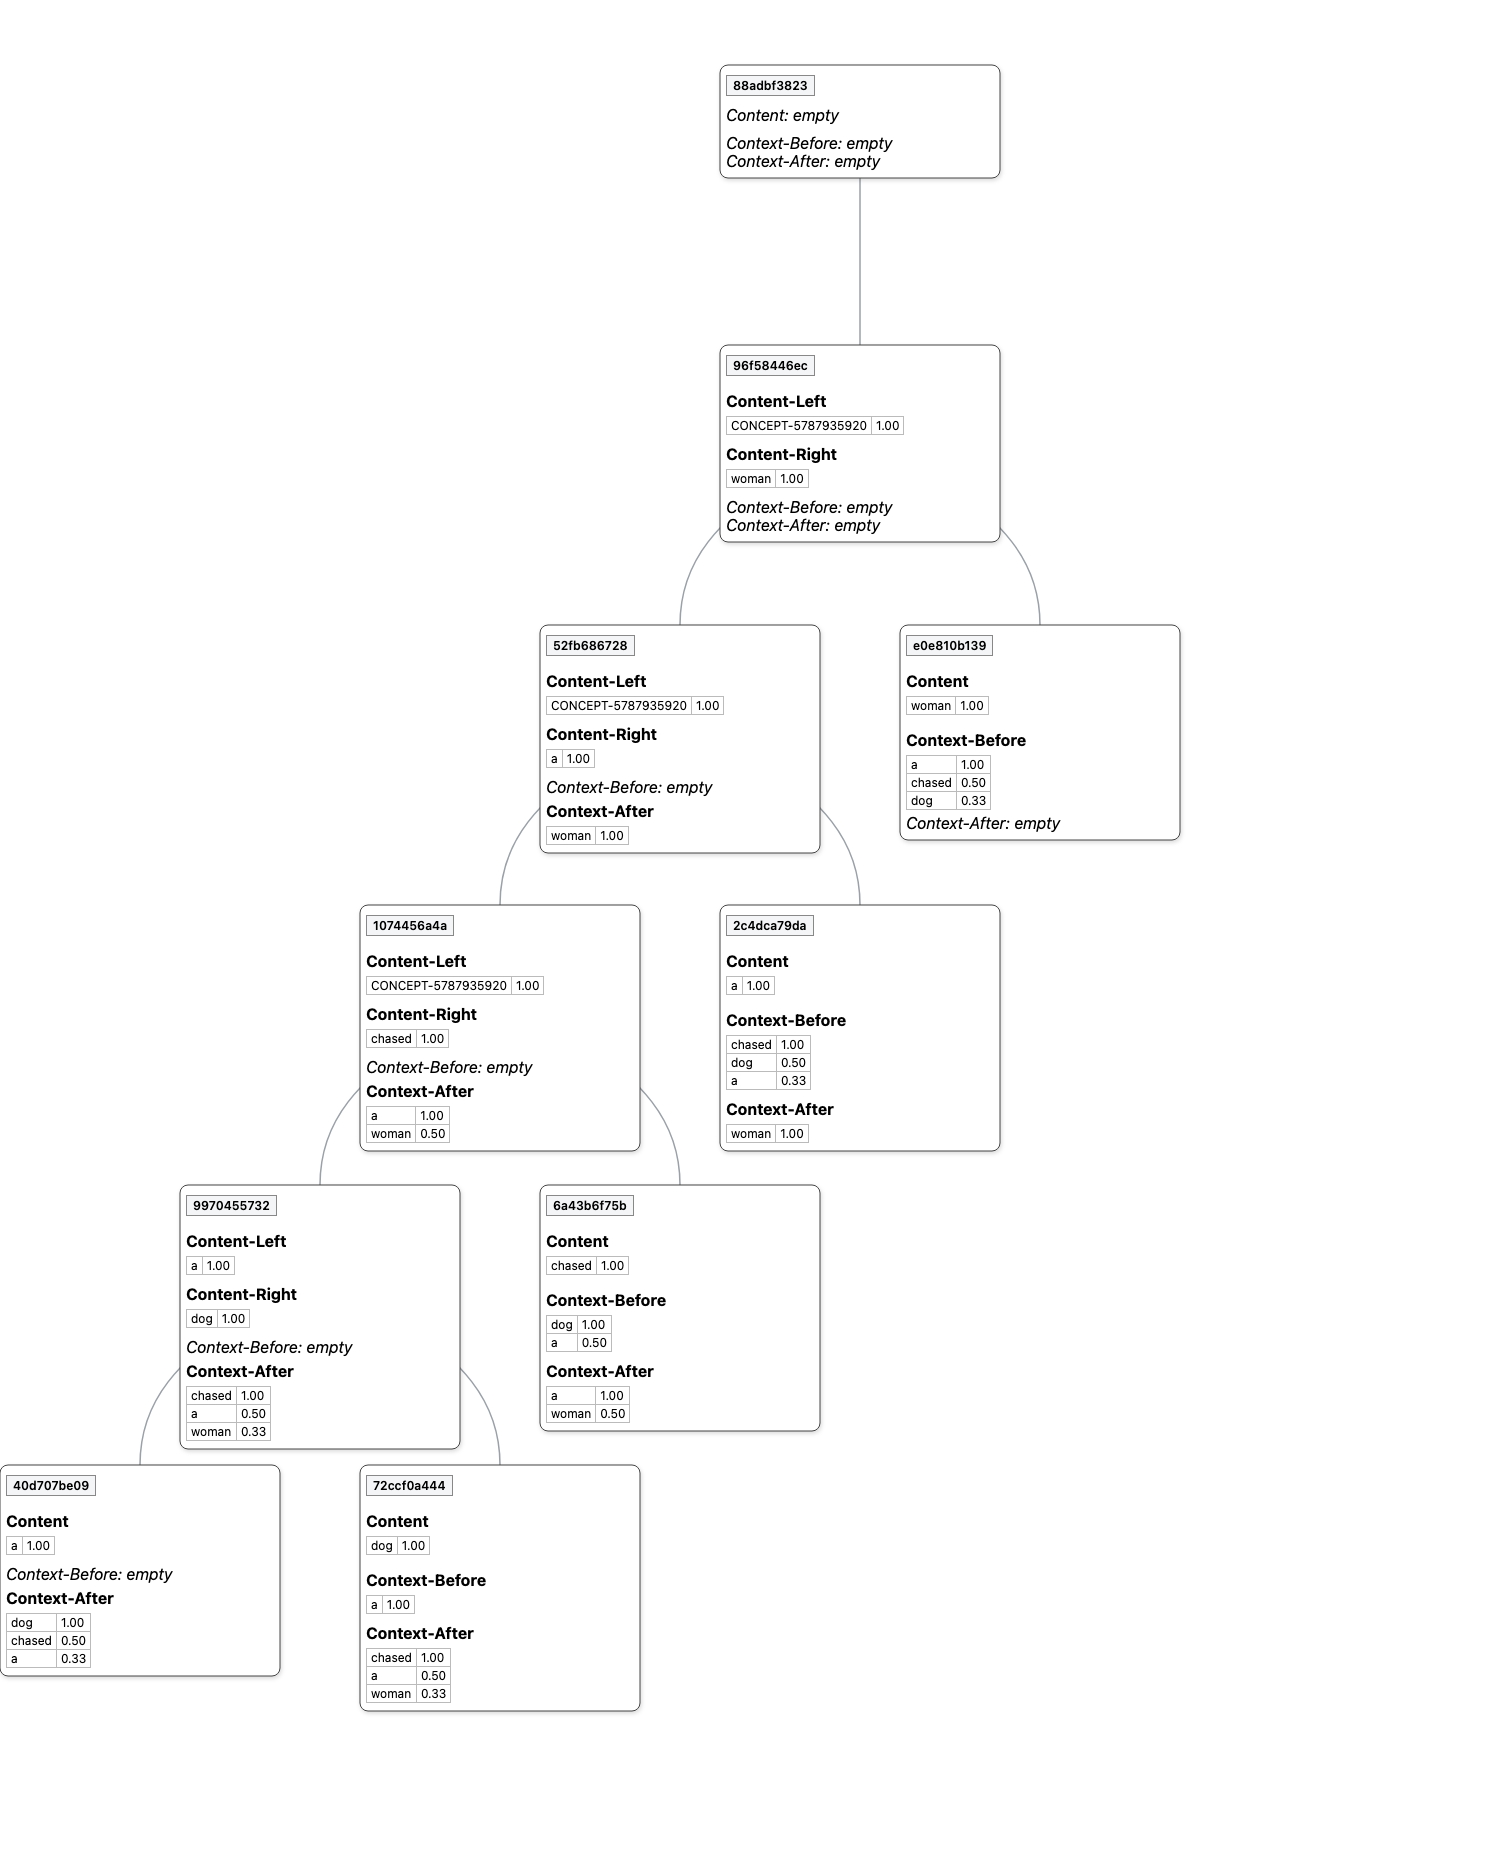 88adbf3823
Content: empty
Context-Before: empty
Context-After: empty
96f58446ec
Content-Left
CONCEPT-5787935920 1.00
Content-Right
woman 1.00
Context-Before: empty
Context-After: empty
52fb686728
Content-Left
CONCEPT-5787935920 1.00
Content-Right
a 1.00
Context-Before: empty
Context-After
woman 1.00
e0e810b139
Content
woman 1.00
Context-Before
a 1.00
chased 0.50
dog 0.33
Context-After: empty
1074456a4a
Content-Left
CONCEPT-5787935920 1.00
Content-Right
chased 1.00
Context-Before: empty
Context-After
a 1.00
woman 0.50
2c4dca79da
Content
a 1.00
Context-Before
chased 1.00
dog 0.50
a 0.33
Context-After
woman 1.00
9970455732
Content-Left
a 1.00
Content-Right
dog 1.00
Context-Before: empty
Context-After
chased 1.00
a 0.50
woman 0.33
6a43b6f75b
Content
chased 1.00
Context-Before
dog 1.00
a 0.50
Context-After
a 1.00
woman 0.50
40d707be09
Content
a 1.00
Context-Before: empty
Context-After
dog 1.00
chased 0.50
a 0.33
72ccf0a444
Content
dog 1.00
Context-Before
a 1.00
Context-After
chased 1.00
a 0.50
woman 0.33